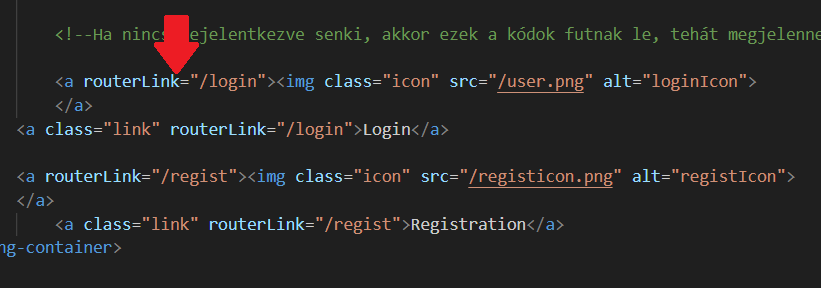 <!--Ha nincs ejelentkezve senki, akkor ezek a kódok futnak le, tehát
<a routerLink="/login"><img class="icon" src="/user.png" alt="loginIcon">
</a>
<a class="link" routerLink="/login">Login</a>
<a routerLink="/regist"><img class="icon" src="/registicon.png" alt="registIcon">
</a>
<a class="link" routerLink="/regist">Registration</a>
ng-container>